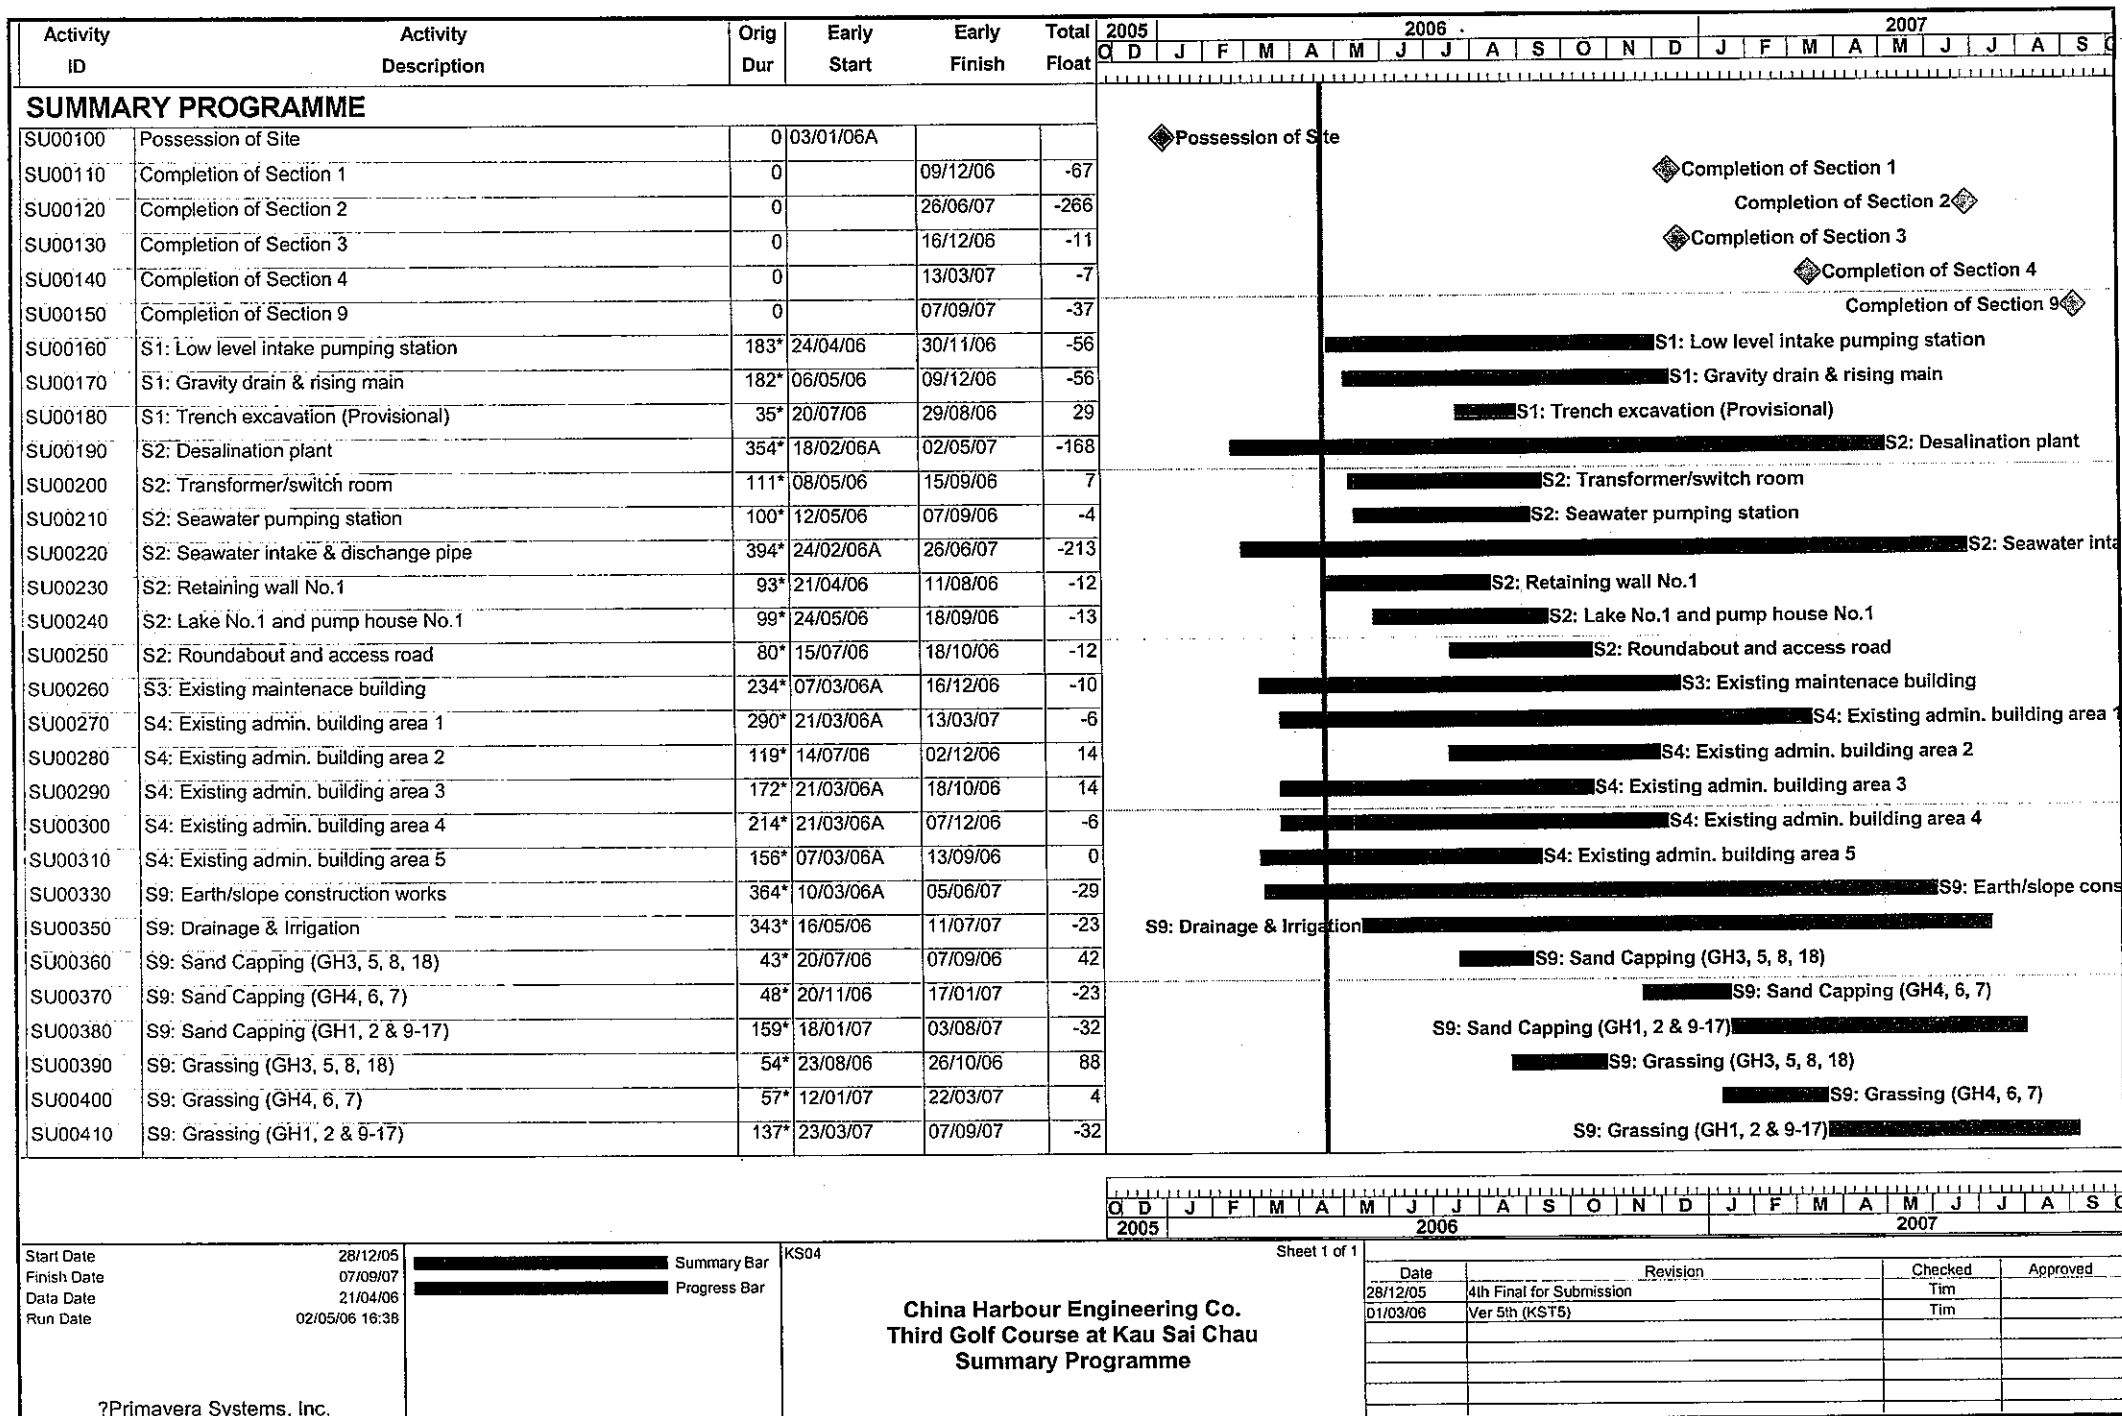 Activity Activity Orig Early Early Total 2005 2006 2007
ID Description Dur Start Finish Float O D J F M A M J J A S O N D J F M A M J J A S O
SUMMARY PROGRAMME
SU00100 Possession of Site 0 03/01/06A Possession of Site
SU00110 Completion of Section 1 0 09/12/06 -67 Completion of Section 1
SU00120 Completion of Section 2 0 26/06/07 -266 Completion of Section 2
SU00130 Completion of Section 3 0 16/12/06 -11 Completion of Section 3
SU00140 Completion of Section 4 0 13/03/07 -7 Completion of Section 4
SU00150 Completion of Section 9 0 07/09/07 -37 Completion of Section 9
SU00160 S1: Low level intake pumping station 183* 24/04/06 30/11/06 -56 S1: Low level intake pumping station
SU00170 S1: Gravity drain & rising main 182* 06/05/06 09/12/06 -56 S1: Gravity drain & rising main
SU00180 S1: Trench excavation (Provisional) 35* 20/07/06 29/08/06 29 S1: Trench excavation (Provisional)
SU00190 S2: Desalination plant 354* 18/02/06A 02/05/07 -168 S2: Desalination plant
SU00200 S2: Transformer/switch room 111* 08/05/06 15/09/06 7 S2: Transformer/switch room
SU00210 S2: Seawater pumping station 100* 12/05/06 07/09/06 -4 S2: Seawater pumping station
SU00220 S2: Seawater intake & discharge pipe 394* 24/02/06A 26/06/07 -213 S2: Seawater inta
SU00230 S2: Retaining wall No.1 93* 21/04/06 11/08/06 -12 S2: Retaining wall No.1
SU00240 S2: Lake No.1 and pump house No.1 99* 24/05/06 18/09/06 -13 S2: Lake No.1 and pump house No.1
SU00250 S2: Roundabout and access road 80* 15/07/06 18/10/06 -12 S2: Roundabout and access road
SU00260 S3: Existing maintenace building 234* 07/03/06A 16/12/06 -10 S3: Existing maintenace building
SU00270 S4: Existing admin. building area 1 290* 21/03/06A 13/03/07 -6 S4: Existing admin. building area 1
SU00280 S4: Existing admin. building area 2 119* 14/07/06 02/12/06 14 S4: Existing admin. building area 2
SU00290 S4: Existing admin. building area 3 172* 21/03/06A 18/10/06 14 S4: Existing admin. building area 3
SU00300 S4: Existing admin. building area 4 214* 21/03/06A 07/12/06 -6 S4: Existing admin. building area 4
SU00310 S4: Existing admin. building area 5 156* 07/03/06A 13/09/06 0 S4: Existing admin. building area 5
SU00330 S9: Earth/slope construction works 364* 10/03/06A 05/06/07 -29 S9: Earth/slope cons
SU00350 S9: Drainage & Irrigation 343* 16/05/06 11/07/07 -23 S9: Drainage & Irrigation
SU00360 S9: Sand Capping (GH3, 5, 8, 18) 43* 20/07/06 07/09/06 42 S9: Sand Capping (GH3, 5, 8, 18)
SU00370 S9: Sand Capping (GH4, 6, 7) 48* 20/11/06 17/01/07 -23 S9: Sand Capping (GH4, 6, 7)
SU00380 S9: Sand Capping (GH1, 2 & 9-17) 159* 18/01/07 03/08/07 -32 S9: Sand Capping (GH1, 2 & 9-17)
SU00390 S9: Grassing (GH3, 5, 8, 18) 54* 23/08/06 26/10/06 88 S9: Grassing (GH3, 5, 8, 18)
SU00400 S9: Grassing (GH4, 6, 7) 57* 12/01/07 22/03/07 4 S9: Grassing (GH4, 6, 7)
SU00410 S9: Grassing (GH1, 2 & 9-17) 137* 23/03/07 07/09/07 -32 S9: Grassing (GH1, 2 & 9-17)
O D J F M A M J J A S O N D J F M A M J J A S O
2005 2006 2007
Start Date 28/12/05
Finish Date 07/09/07
Data Date 21/04/06
Run Date 02/05/06 16:38
?Primavera Systems, Inc.
Summary Bar
Progress Bar
KS04
Sheet 1 of 1
China Harbour Engineering Co.
Third Golf Course at Kau Sai Chau
Summary Programme
Date Revision Checked Approved
28/12/05 4th Final for Submission Tim
01/03/06 Ver 5th (KST5) Tim